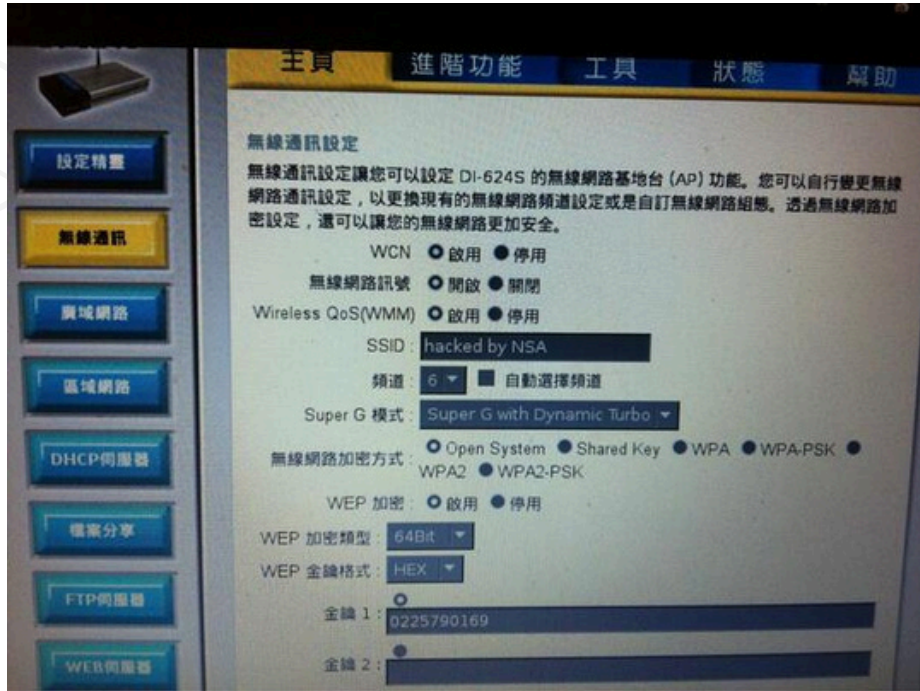 主頁 進階功能 工具 狀態 幫助
設定精靈
無線通訊
廣域網路
區域網路
DHCP伺服器
檔案分享
FTP伺服器
WEB伺服器
無線通訊設定
無線通訊設定讓您可以設定 DI-624S 的無線網路基地台 (AP) 功能。您可以自行變更無線
網路通訊設定，以更換現有的無線網路頻道設定或是自訂無線網路組態。透過無線網路加
密設定，還可以讓您的無線網路更加安全。
WCN 啟用 停用
無線網路訊號 開啟 關閉
Wireless QoS(WMM) 啟用 停用
SSID : hacked by NSA
頻道 : 6 自動選擇頻道
Super G 模式 : Super G with Dynamic Turbo
無線網路加密方式 : Open System Shared Key WPA WPA-PSK
WPA2 WPA2-PSK
WEP 加密 : 啟用 停用
WEP 加密類型 : 64Bit
WEP 金鑰格式 : HEX
金鑰 1 : 0225790169
金鑰 2 :